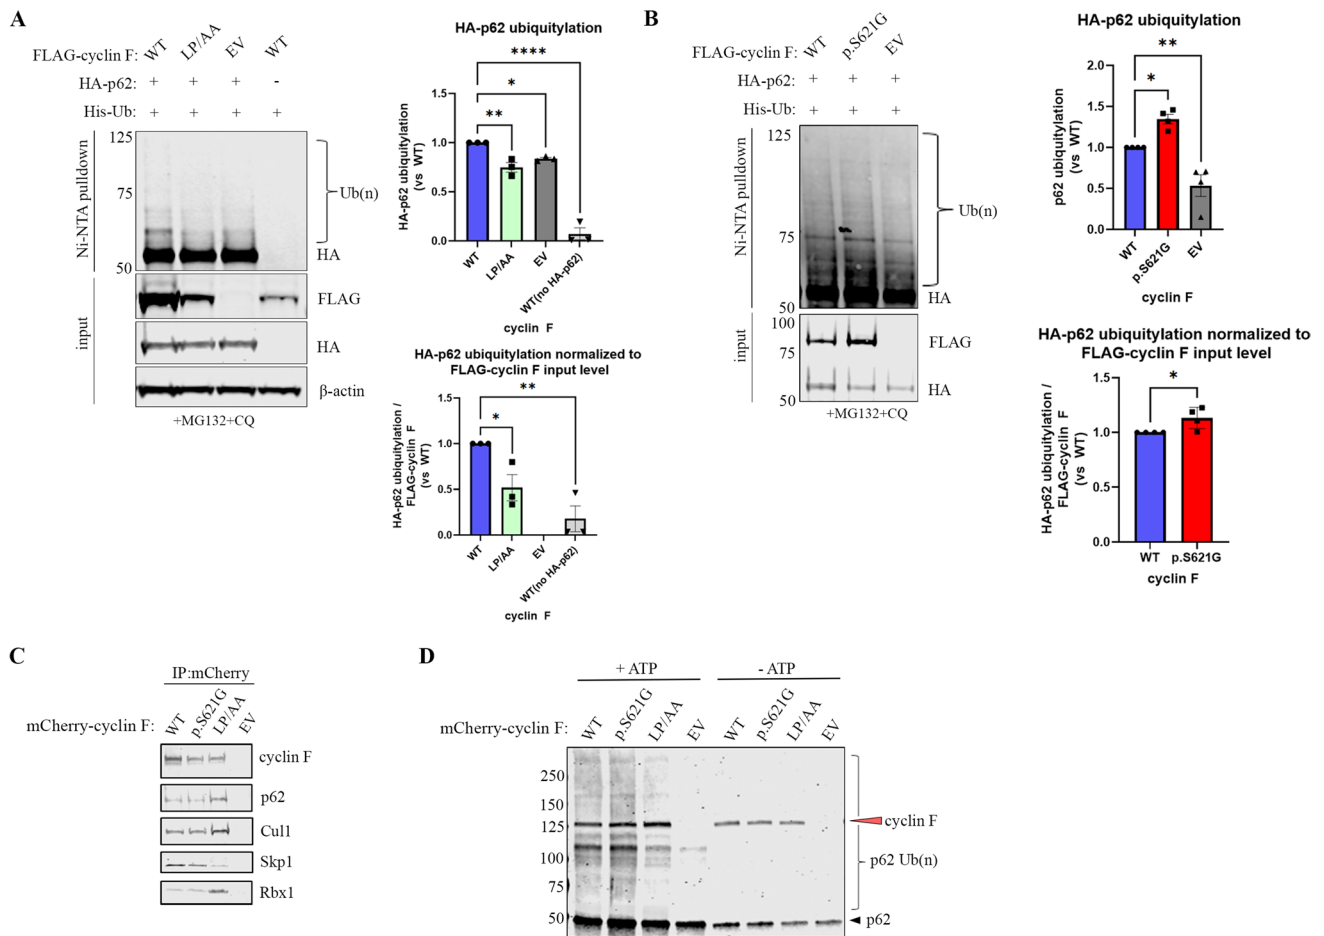 A
FLAG-cyclin F: WT LP/AA EV WT
HA-p62: + + + -
His-Ub: + + + +
Ni-NTA pulldown
125
75
50
Ub(n)
HA
input
FLAG
HA
β-actin
+MG132+CQ
HA-p62 ubiquitylation
****
*
**
HA-p62 ubiquitylation
(vs WT)
1.5
1.0
0.5
0.0
WT LP/AA EV WT(no HA-p62)
cyclin F
HA-p62 ubiquitylation normalized to
FLAG-cyclin F input level
**
*
HA-p62 ubiquitylation /
FLAG-cyclin F
(vs WT)
1.5
1.0
0.5
0.0
WT LP/AA EV WT(no HA-p62)
cyclin F
B
FLAG-cyclin F: WT p.S621G EV
HA-p62: + + +
His-Ub: + + +
Ni-NTA pulldown
125
75
50
Ub(n)
HA
input
100
75
50
FLAG
HA
+MG132+CQ
HA-p62 ubiquitylation
**
*
p62 ubiquitylation
(vs WT)
2.0
1.5
1.0
0.5
0.0
WT p.S621G EV
cyclin F
HA-p62 ubiquitylation normalized to
FLAG-cyclin F input level
*
HA-p62 ubiquitylation /
FLAG-cyclin F
(vs WT)
1.5
1.0
0.5
0.0
WT p.S621G
cyclin F
C
IP:mCherry
mCherry-cyclin F: WT p.S621G LP/AA EV
cyclin F
p62
Cul1
Skp1
Rbx1
D
+ ATP - ATP
mCherry-cyclin F: WT p.S621G LP/AA EV WT p.S621G LP/AA EV
250
150
125
100
75
50
cyclin F
p62 Ub(n)
p62